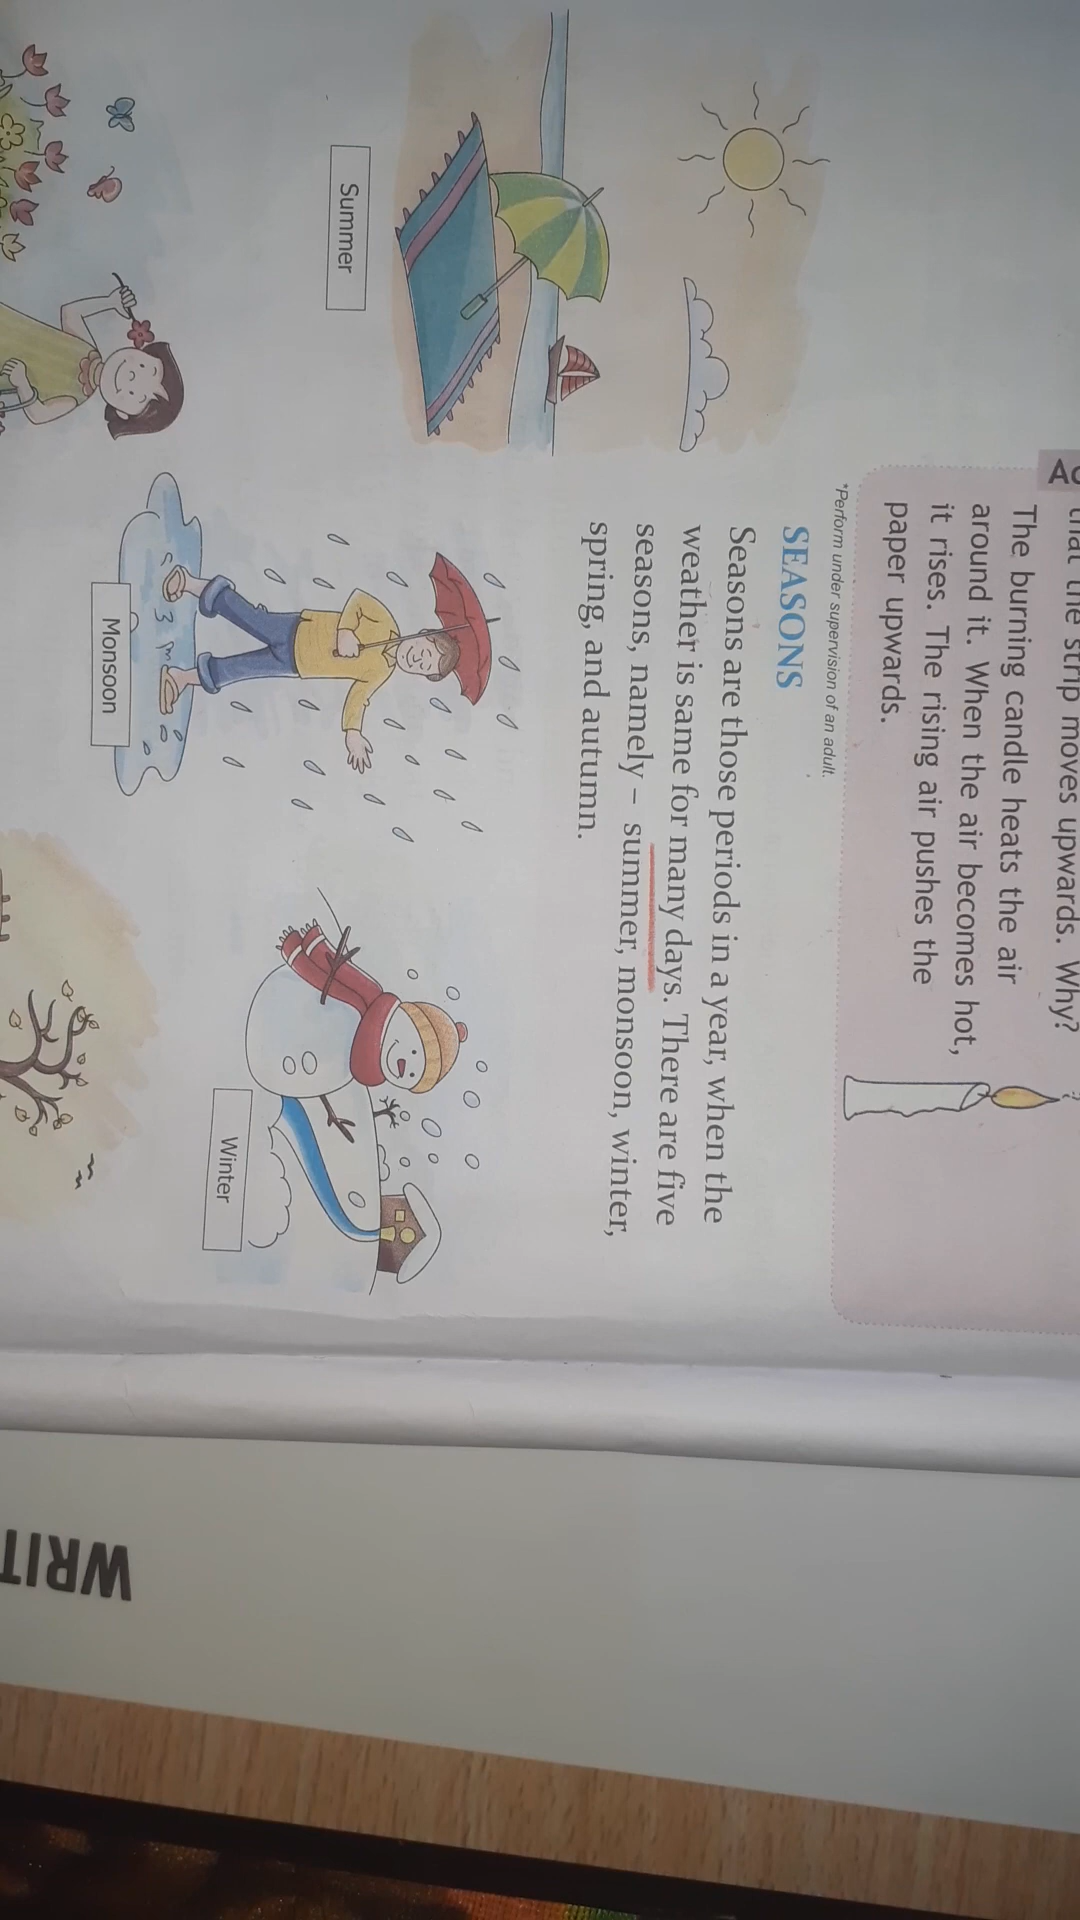 that the strip moves upwards. Why?
The burning candle heats the air
around it. When the air becomes hot,
it rises. The rising air pushes the
paper upwards.
*Perform under supervision of an adult.
SEASONS
Seasons are those periods in a year, when the
weather is same for many days. There are five
seasons, namely – summer, monsoon, winter,
spring, and autumn.
Summer
Monsoon
Winter